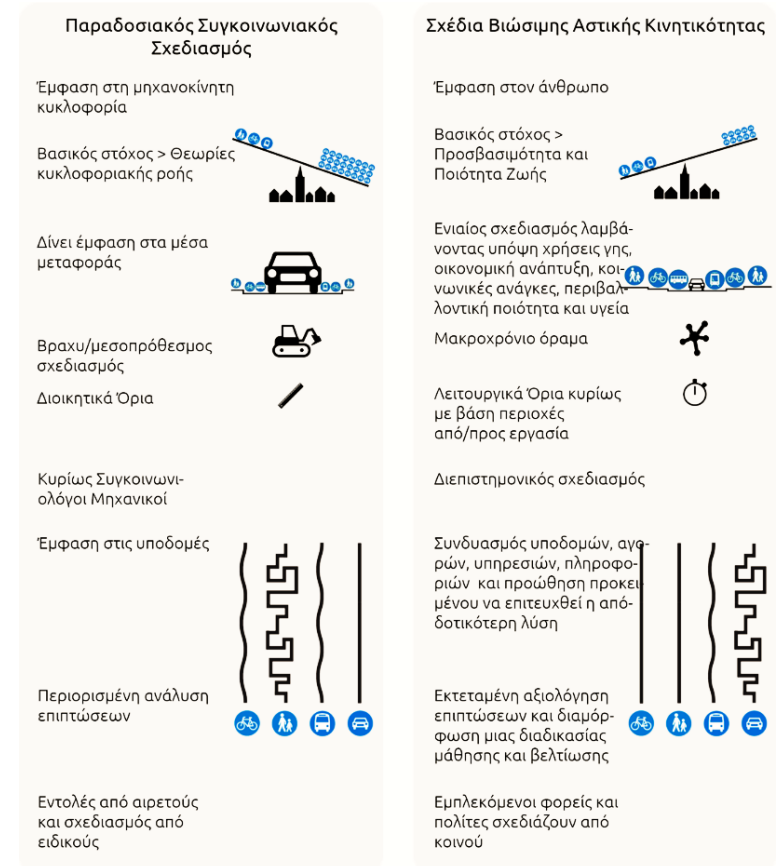 Παραδοσιακός Συγκοινωνιακός
Σχεδιασμός
Έμφαση στη μηχανοκίνητη
κυκλοφορία
Βασικός στόχος > Θεωρίες
κυκλοφοριακής ροής
Δίνει έμφαση στα μέσα
μεταφοράς
Βραχυ/μεσοπρόθεσμος
σχεδιασμός
Διοικητικά Όρια
Κυρίως Συγκοινωνι-
ολόγοι Μηχανικοί
Έμφαση στις υποδομές
Περιορισμένη ανάλυση
επιπτώσεων
Εντολές από αιρετούς
και σχεδιασμός από
ειδικούς
Σχέδια Βιώσιμης Αστικής Κινητικότητας
Έμφαση στον άνθρωπο
Βασικός στόχος >
Προσβασιμότητα και
Ποιότητα Ζωής
Ενιαίος σχεδιασμός λαμβά-
νοντας υπόψη χρήσεις γης,
οικονομική ανάπτυξη, κοι-
νωνικές ανάγκες, περιβαλ-
λοντική ποιότητα και υγεία
Μακροχρόνιο όραμα
Λειτουργικά Όρια κυρίως
με βάση περιοχές
από/προς εργασία
Διεπιστημονικός σχεδιασμός
Συνδυασμός υποδομών, αγο-
ρών, υπηρεσιών, πληροφο-
ριών και προώθηση προκει-
μένου να επιτευχθεί η από-
δοτικότερη λύση
Εκτεταμένη αξιολόγηση
επιπτώσεων και διαμόρ-
φωση μιας διαδικασίας
μάθησης και βελτίωσης
Εμπλεκόμενοι φορείς και
πολίτες σχεδιάζουν από
κοινού